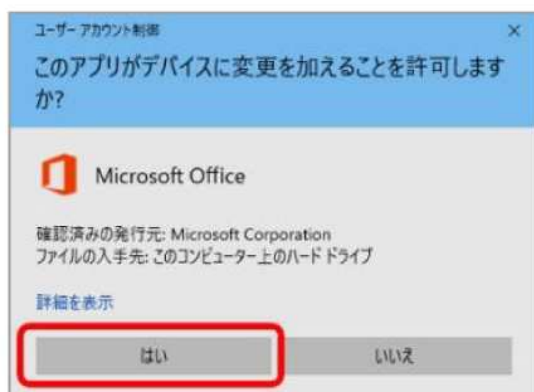 ユーザー アカウント制御
このアプリがデバイスに変更を加えることを許可します
か?
Microsoft Office
確認済みの発行元: Microsoft Corporation
ファイルの入手先: このコンピューター上のハード ドライブ
詳細を表示
はい
いいえ